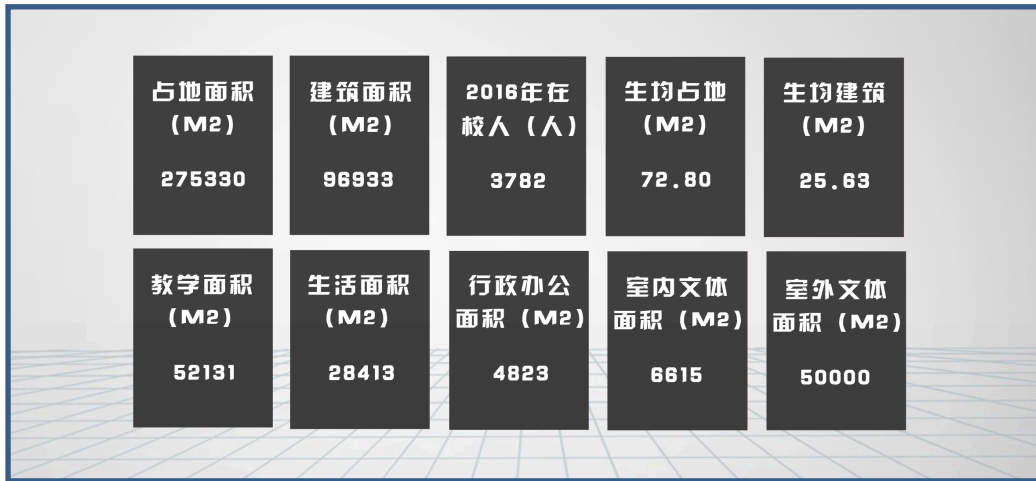 占地面积
（M2）
275330
建筑面积
（M2）
96933
2016年在
校人（人）
3782
生均占地
（M2）
72.80
生均建筑
（M2）
25.63
教学面积
（M2）
52131
生活面积
（M2）
28413
行政办公
面积（M2）
4823
室内文体
面积（M2）
6615
室外文体
面积（M2）
50000